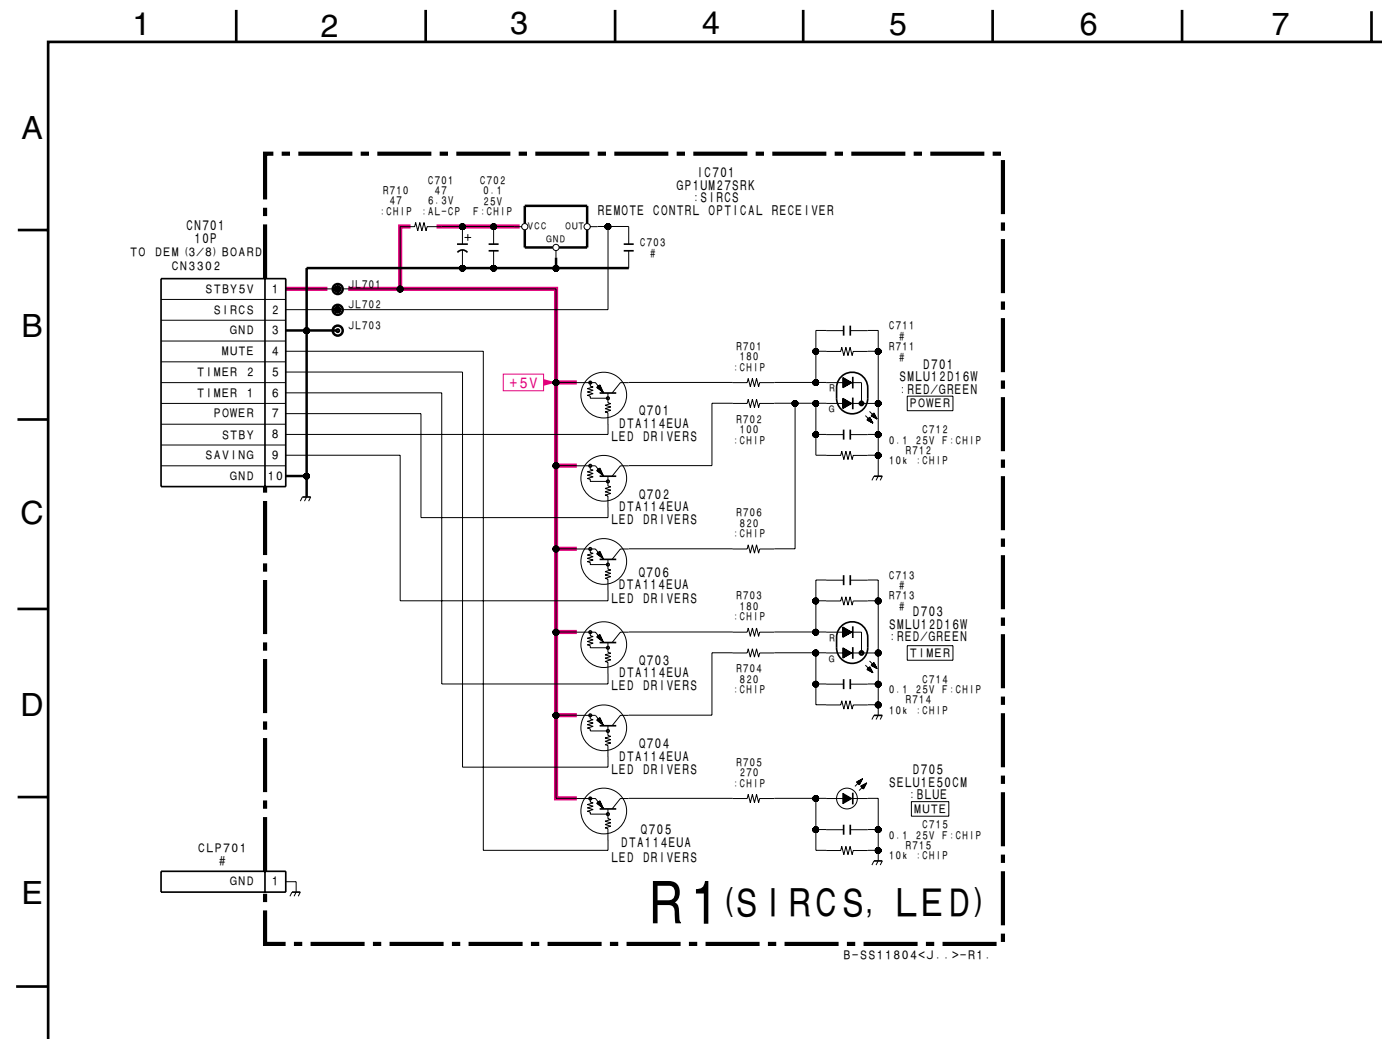 1 2 3 4 5 6 7
A
B
C
D
E
R710
47
:CHIP
C701
47
6.3V
:AL-CP
C702
0.1
25V
F:CHIP
IC701
GP1UM27SRK
:SIRCS
REMOTE CONTRL OPTICAL RECEIVER
VCC OUT
GND
C703
#
CN701
10P
TO DEM (3/8) BOARD
CN3302
STBY5V 1
SIRCS 2
GND 3
MUTE 4
TIMER 2 5
TIMER 1 6
POWER 7
STBY 8
SAVING 9
GND 10
JL701
JL702
JL703
+5V
Q701
DTA114EUA
LED DRIVERS
Q702
DTA114EUA
LED DRIVERS
Q706
DTA114EUA
LED DRIVERS
Q703
DTA114EUA
LED DRIVERS
Q704
DTA114EUA
LED DRIVERS
Q705
DTA114EUA
LED DRIVERS
R701
180
:CHIP
R702
100
:CHIP
R706
820
:CHIP
R703
180
:CHIP
R704
820
:CHIP
R705
270
:CHIP
C711
#
R711
#
D701
SMLU12D16W
:RED/GREEN
POWER
R
G
C712
0.1 25V F:CHIP
R712
10k :CHIP
C713
#
R713
#
D703
SMLU12D16W
:RED/GREEN
TIMER
R
G
C714
0.1 25V F:CHIP
R714
10k :CHIP
D705
SELU1E50CM
:BLUE
MUTE
C715
0.1 25V F:CHIP
R715
10k :CHIP
CLP701
#
GND 1
R1 (SIRCS, LED)
B-SS11804<J..>-R1.